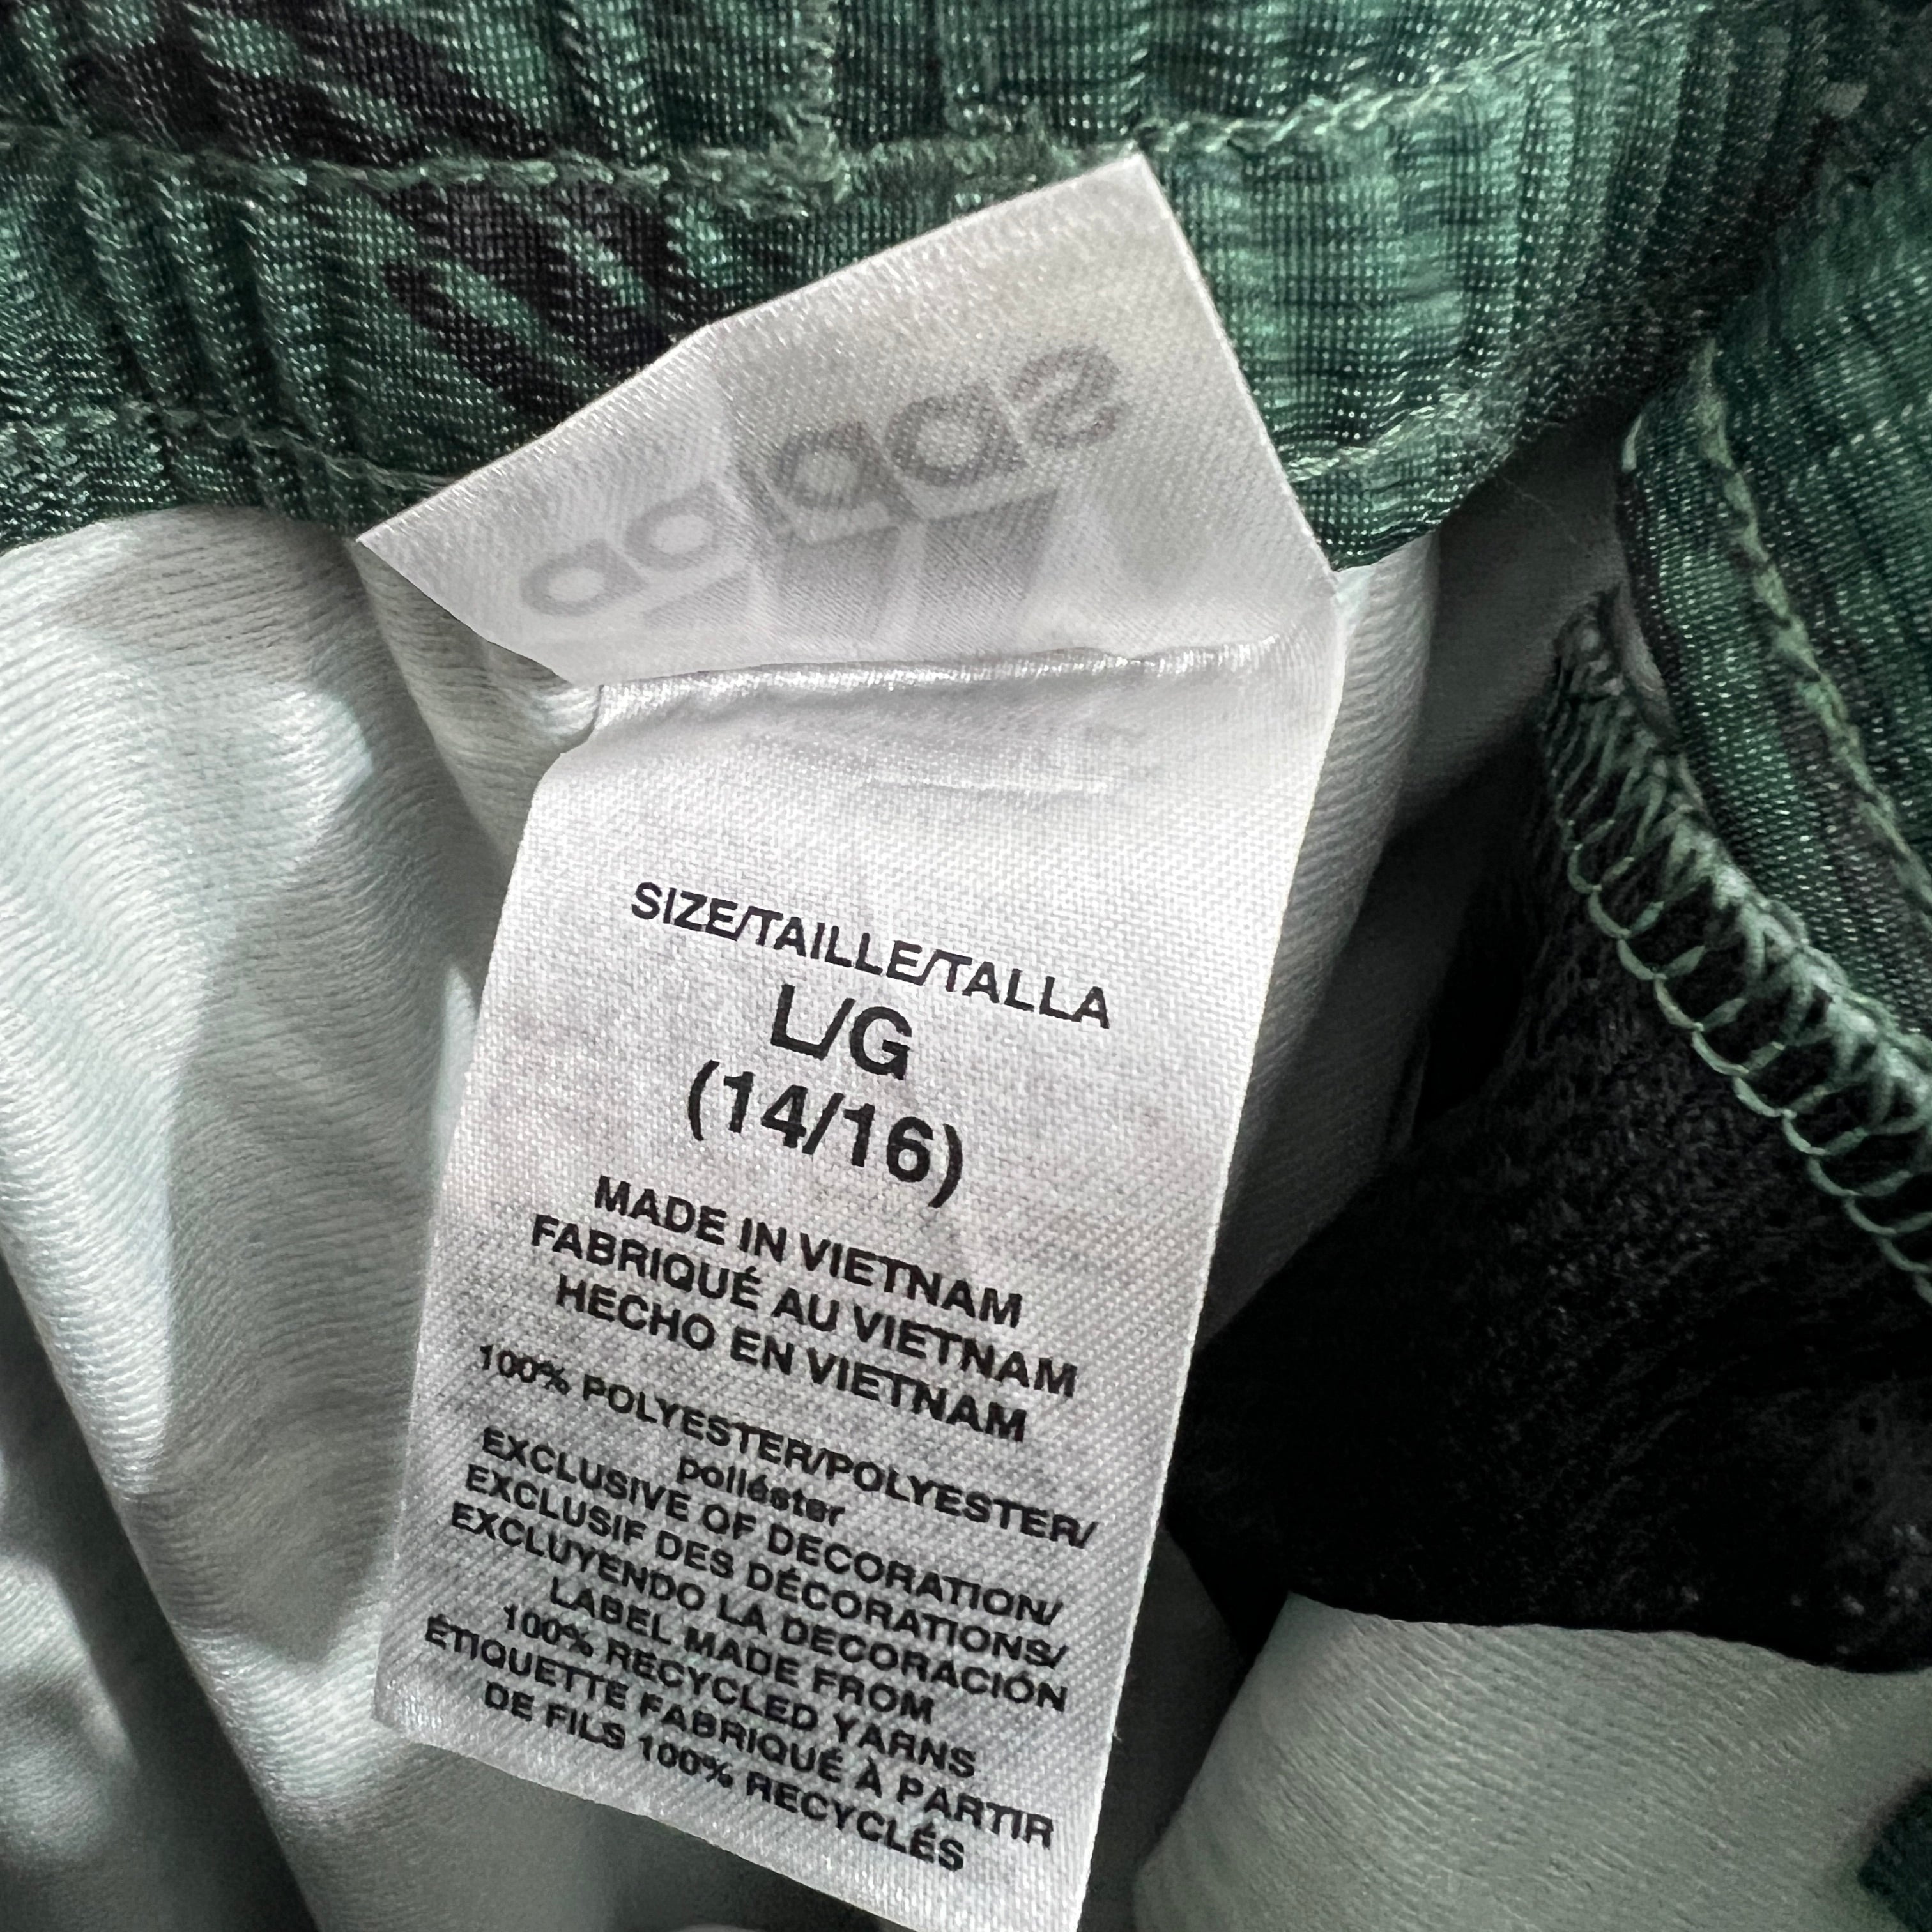 adidas
SIZE/TAILLE/TALLA
L/G
(14/16)
MADE IN VIETNAM
FABRIQUÉ AU VIETNAM
HECHO EN VIETNAM
100% POLYESTER/POLYESTER/
poliéster
EXCLUSIVE OF DECORATION/
EXCLUSIF DES DÉCORATIONS/
EXCLUYENDO LA DECORACIÓN
LABEL MADE FROM
100% RECYCLED YARNS
ÉTIQUETTE FABRIQUÉ À PARTIR
DE FILS 100% RECYCLÉS